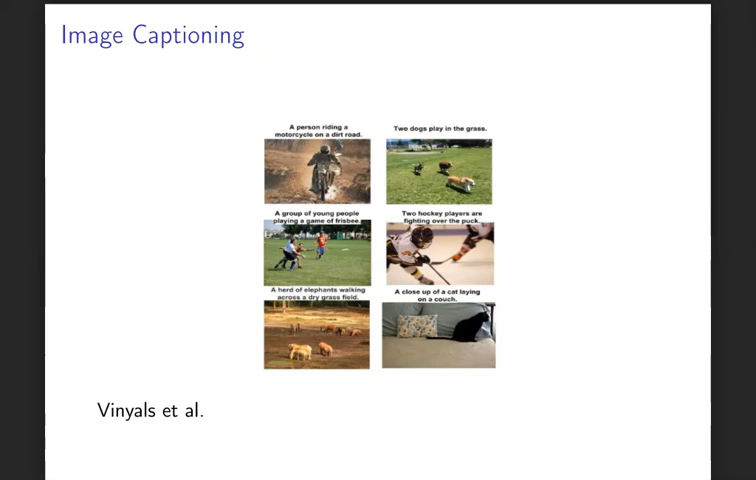 Image Captioning
A person riding a
motorcycle on a dirt road.
Two dogs play in the grass.
A group of young people
playing a game of frisbee.
Two hockey players are
fighting over the puck.
A herd of elephants walking
across a dry grass field.
A close up of a cat laying
on a couch.
Vinyals et al.